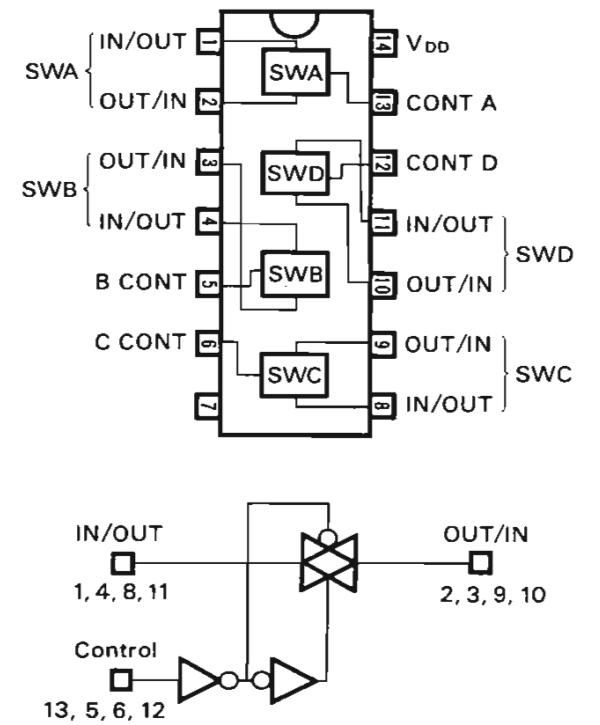 IN/OUT 1 14 VDD
SWA SWA
OUT/IN 2 13 CONT A
OUT/IN 3 12 CONT D
SWB SWD
IN/OUT 4 11 IN/OUT
SWD
B CONT 5 SWB 10 OUT/IN
C CONT 6 9 OUT/IN
SWC SWC
7 8 IN/OUT
IN/OUT OUT/IN
1, 4, 8, 11 2, 3, 9, 10
Control
13, 5, 6, 12